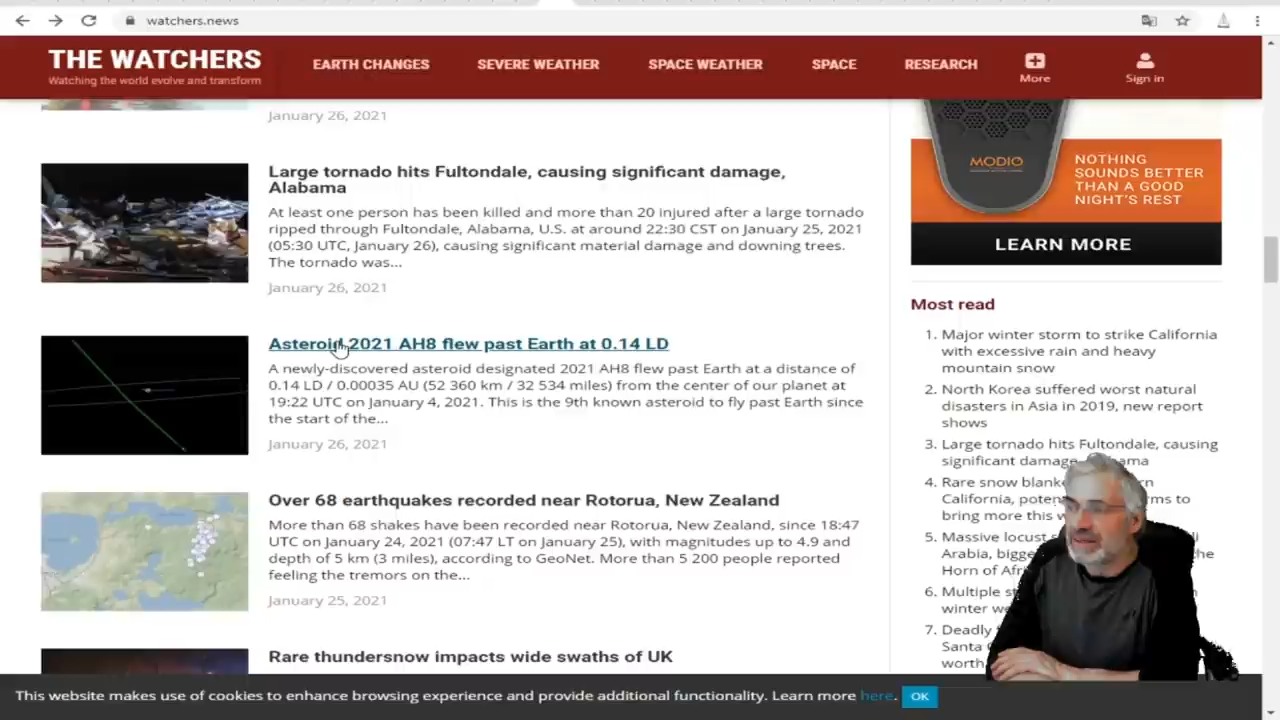 watchers.news
THE WATCHERS
Watching the world evolve and transform
EARTH CHANGES
SEVERE WEATHER
SPACE WEATHER
SPACE
RESEARCH
More
Sign in
January 26, 2021
Large tornado hits Fultondale, causing significant damage,
Alabama
At least one person has been killed and more than 20 injured after a large tornado
ripped through Fultondale, Alabama, U.S. at around 22:30 CST on January 25, 2021
(05:30 UTC, January 26), causing significant material damage and downing trees.
The tornado was...
January 26, 2021
Asteroid 2021 AH8 flew past Earth at 0.14 LD
A newly-discovered asteroid designated 2021 AH8 flew past Earth at a distance of
0.14 LD / 0.00035 AU (52 360 km / 32 534 miles) from the center of our planet at
19:22 UTC on January 4, 2021. This is the 9th known asteroid to fly past Earth since
the start of the...
January 26, 2021
Over 68 earthquakes recorded near Rotorua, New Zealand
More than 68 shakes have been recorded near Rotorua, New Zealand, since 18:47
UTC on January 24, 2021 (07:47 LT on January 25), with magnitudes up to 4.9 and
depth of 5 km (3 miles), according to GeoNet. More than 5 200 people reported
feeling the tremors on the...
January 25, 2021
Rare thundersnow impacts wide swaths of UK
MODIO
NOTHING
SOUNDS BETTER
THAN A GOOD
NIGHT'S REST
LEARN MORE
Most read
1. Major winter storm to strike California
with excessive rain and heavy
mountain snow
2. North Korea suffered worst natural
disasters in Asia in 2019, new report
shows
3. Large tornado hits Fultondale, causing
significant damage,
4. Rare snow
California,
bring more this
5. Massive locust
Arabia, the
Horn of
6. Multiple
winter
7. Deadly
Santa
This website makes use of cookies to enhance browsing experience and provide additional functionality. Learn more here.
OK